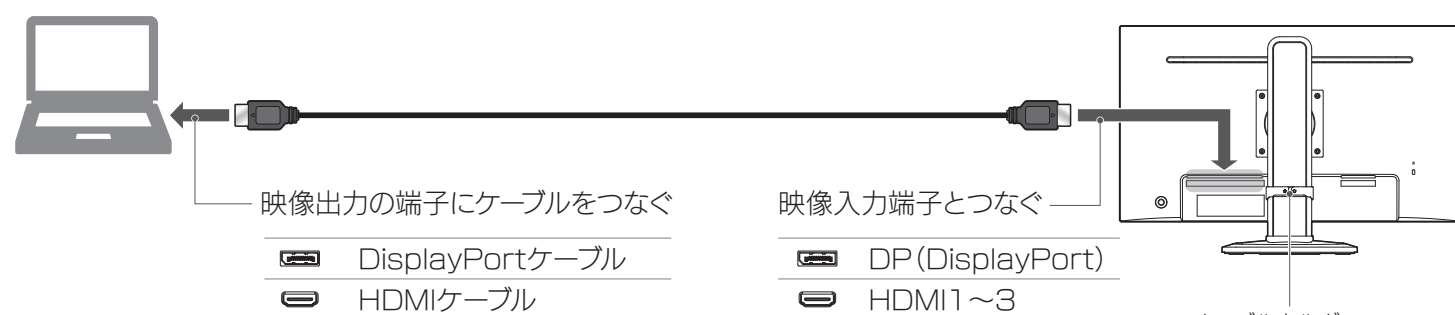 映像出力の端子にケーブルをつなぐ
DisplayPortケーブル
HDMIケーブル
映像入力端子とつなぐ
DP(DisplayPort)
HDMI1～3